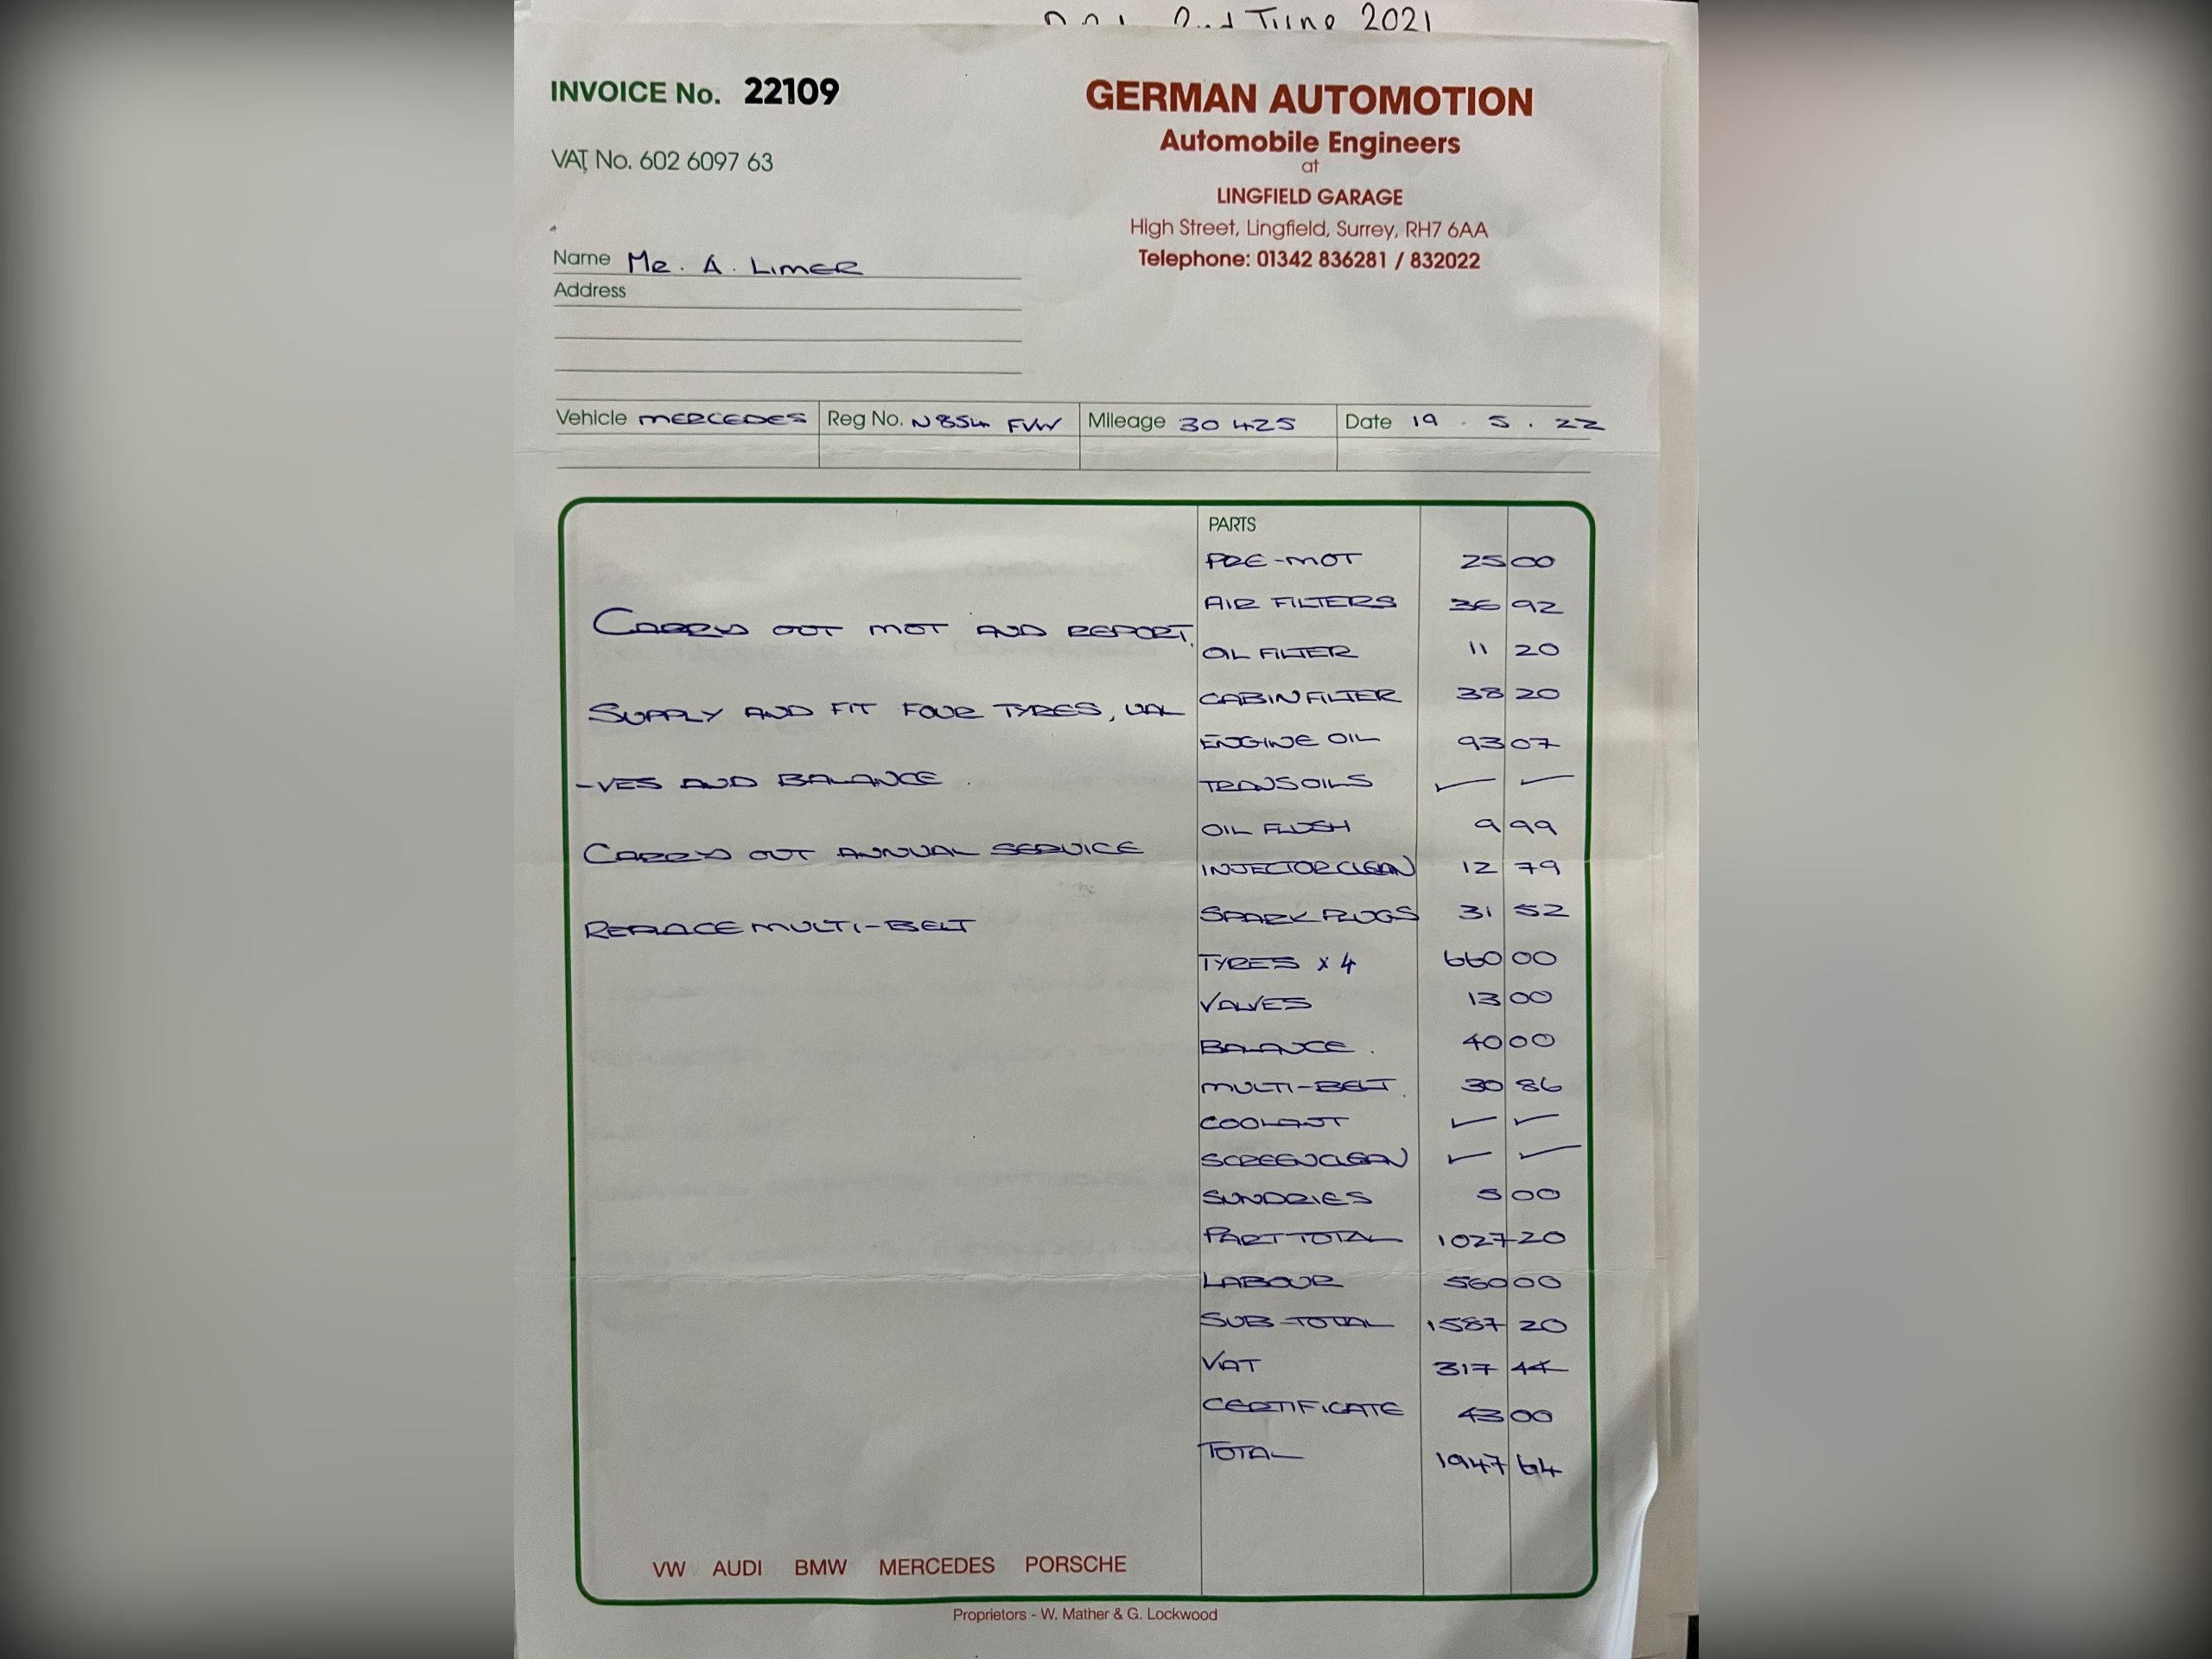 2nd June 2021
INVOICE No. 22109
VAT No. 602 6097 63
GERMAN AUTOMOTION
Automobile Engineers
at
LINGFIELD GARAGE
High Street, Lingfield, Surrey, RH7 6AA
Telephone: 01342 836281 / 832022
Name MR. A. LIMER
Address
Vehicle MERCEDES Reg No. N854 FVW Mileage 30 425 Date 19 . 5 . 22
CARRY OUT MOT AND REPORT.
SUPPLY AND FIT FOUR TYRES, VAL
-VES AND BALANCE .
CARRY OUT ANNUAL SERVICE
REPLACE MULTI-BELT
PARTS
PRE-MOT 25 00
AIR FILTERS 36 92
OIL FILTER 11 20
CABIN FILTER 38 20
ENGINE OIL 93 07
TRANS OILS ✓ ✓
OIL FLUSH 9 99
INJECTOR CLEAN 12 79
SPARK PLUGS 31 52
TYRES x 4 660 00
VALVES 13 00
BALANCE . 40 00
MULTI-BELT. 30 86
COOLANT ✓ ✓
SCREENCLEAN ✓ ✓
SUNDRIES 5 00
PART TOTAL 1027 20
LABOUR 560 00
SUB-TOTAL 1587 20
VAT 317 44
CERTIFICATE 43 00
TOTAL 1947 64
VW AUDI BMW MERCEDES PORSCHE
Proprietors - W. Mather & G. Lockwood